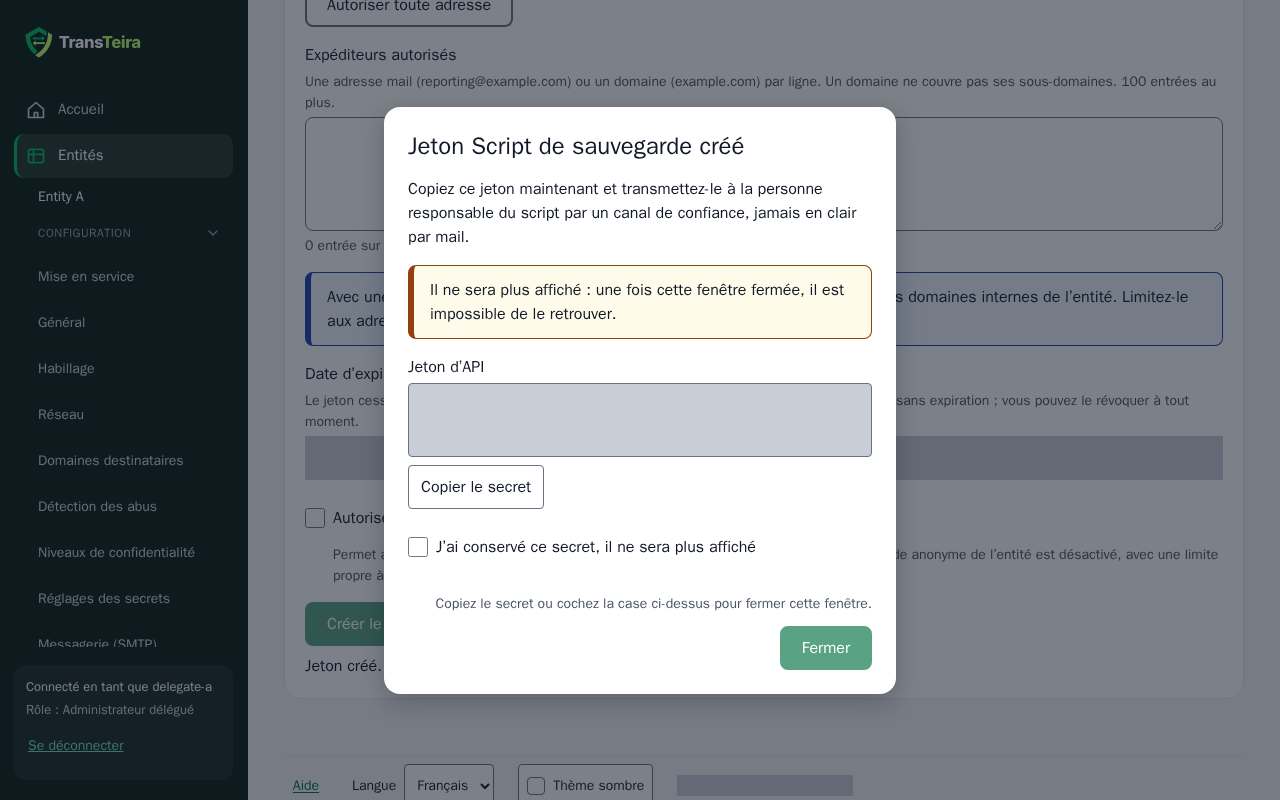 TransTeira
Accueil
Entités
Entity A
CONFIGURATION
Mise en service
Général
Habillage
Réseau
Domaines destinataires
Détection des abus
Niveaux de confidentialité
Réglages des secrets
Messagerie (SMTP)
Connecté en tant que delegate-a
Rôle : Administrateur délégué
Se déconnecter
Autoriser toute adresse
Expéditeurs autorisés
Une adresse mail (reporting@example.com) ou un domaine (example.com) par ligne. Un domaine ne couvre pas ses sous-domaines. 100 entrées au
plus.
0 entrée sur
Avec une
s domaines internes de l'entité. Limitez-le
aux adre
Date d'expi
Le jeton cess
sans expiration ; vous pouvez le révoquer à tout
moment.
Autorise
Permet a
de anonyme de l'entité est désactivé, avec une limite
propre à
Créer le
Jeton créé.
Jeton Script de sauvegarde créé
Copiez ce jeton maintenant et transmettez-le à la personne
responsable du script par un canal de confiance, jamais en clair
par mail.
Il ne sera plus affiché : une fois cette fenêtre fermée, il est
impossible de le retrouver.
Jeton d'API
Copier le secret
J'ai conservé ce secret, il ne sera plus affiché
Copiez le secret ou cochez la case ci-dessus pour fermer cette fenêtre.
Fermer
Aide
Langue
Français
Thème sombre